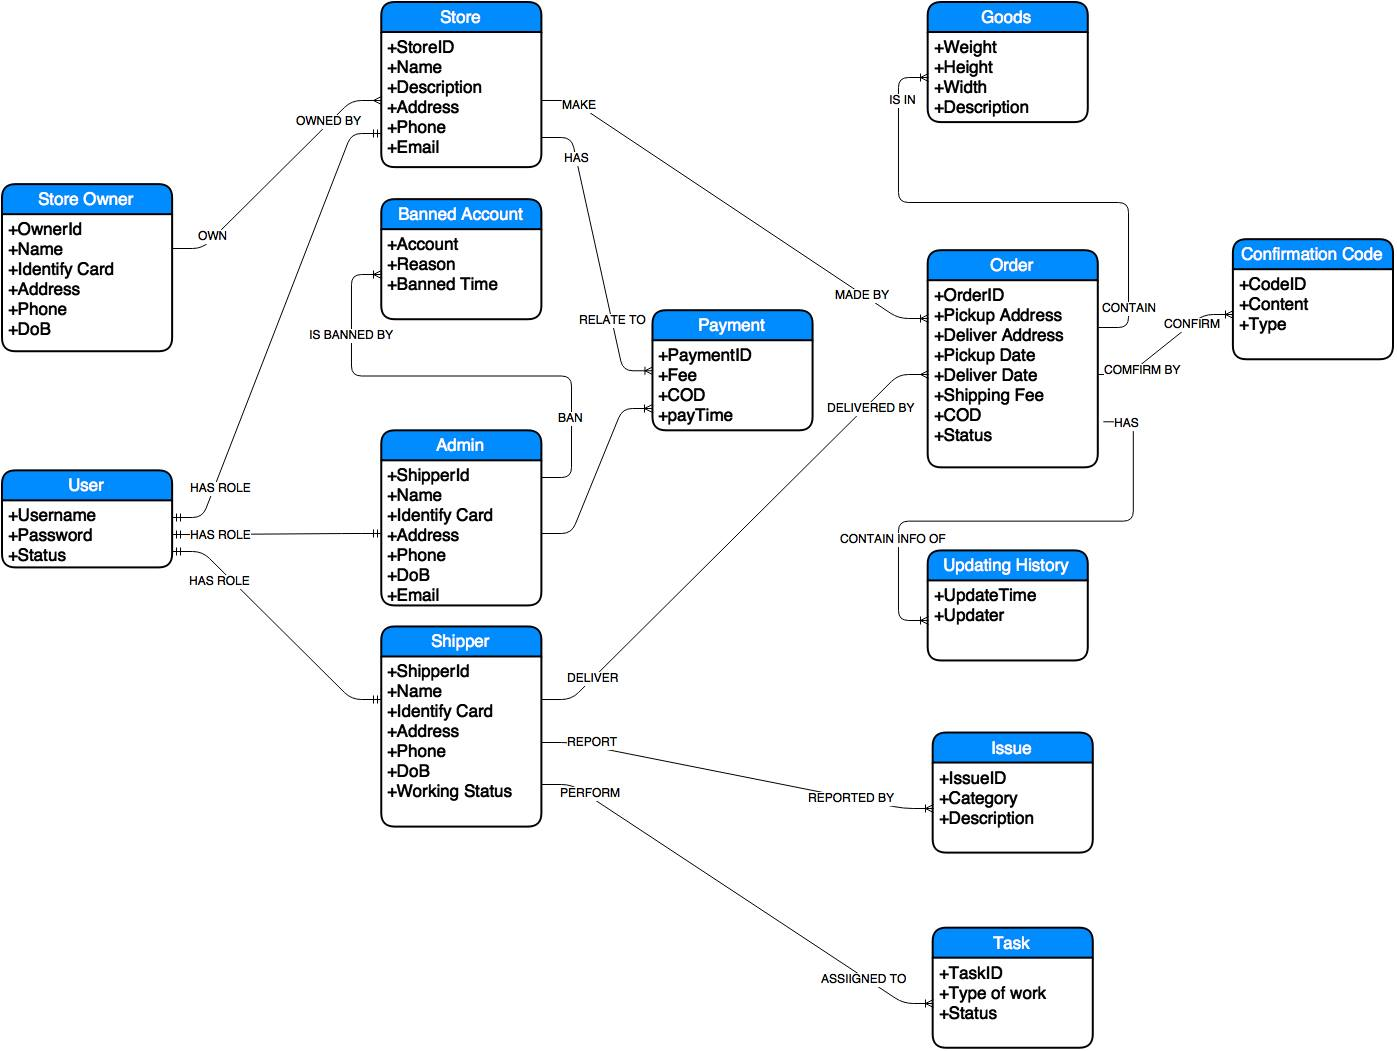 Store
+StoreID
+Name
+Description
+Address
+Phone
+Email
Goods
+Weight
+Height
+Width
+Description
MAKE
IS IN
OWNED BY
HAS
Store Owner
+OwnerId
+Name
+Identify Card
+Address
+Phone
+DoB
OWN
Banned Account
+Account
+Reason
+Banned Time
IS BANNED BY
RELATE TO
MADE BY
Payment
+PaymentID
+Fee
+COD
+payTime
Order
+OrderID
+Pickup Address
+Deliver Address
+Pickup Date
+Deliver Date
+Shipping Fee
+COD
+Status
CONTAIN
CONFIRM
COMFIRM BY
HAS
Confirmation Code
+CodeID
+Content
+Type
DELIVERED BY
BAN
Admin
+ShipperId
+Name
+Identify Card
+Address
+Phone
+DoB
+Email
User
+Username
+Password
+Status
HAS ROLE
HAS ROLE
HAS ROLE
CONTAIN INFO OF
Updating History
+UpdateTime
+Updater
Shipper
+ShipperId
+Name
+Identify Card
+Address
+Phone
+DoB
+Working Status
DELIVER
REPORT
PERFORM
REPORTED BY
Issue
+IssueID
+Category
+Description
ASSIIGNED TO
Task
+TaskID
+Type of work
+Status